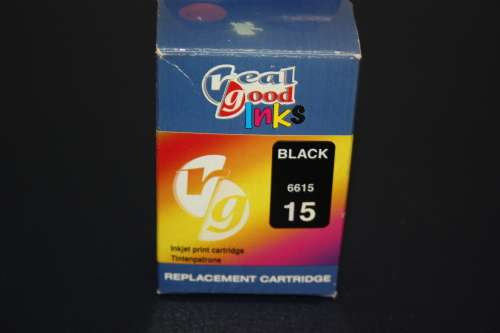 real
good
Inks
BLACK
6615
15
rg
Inkjet print cartridge
Tintenpatrone
REPLACEMENT CARTRIDGE